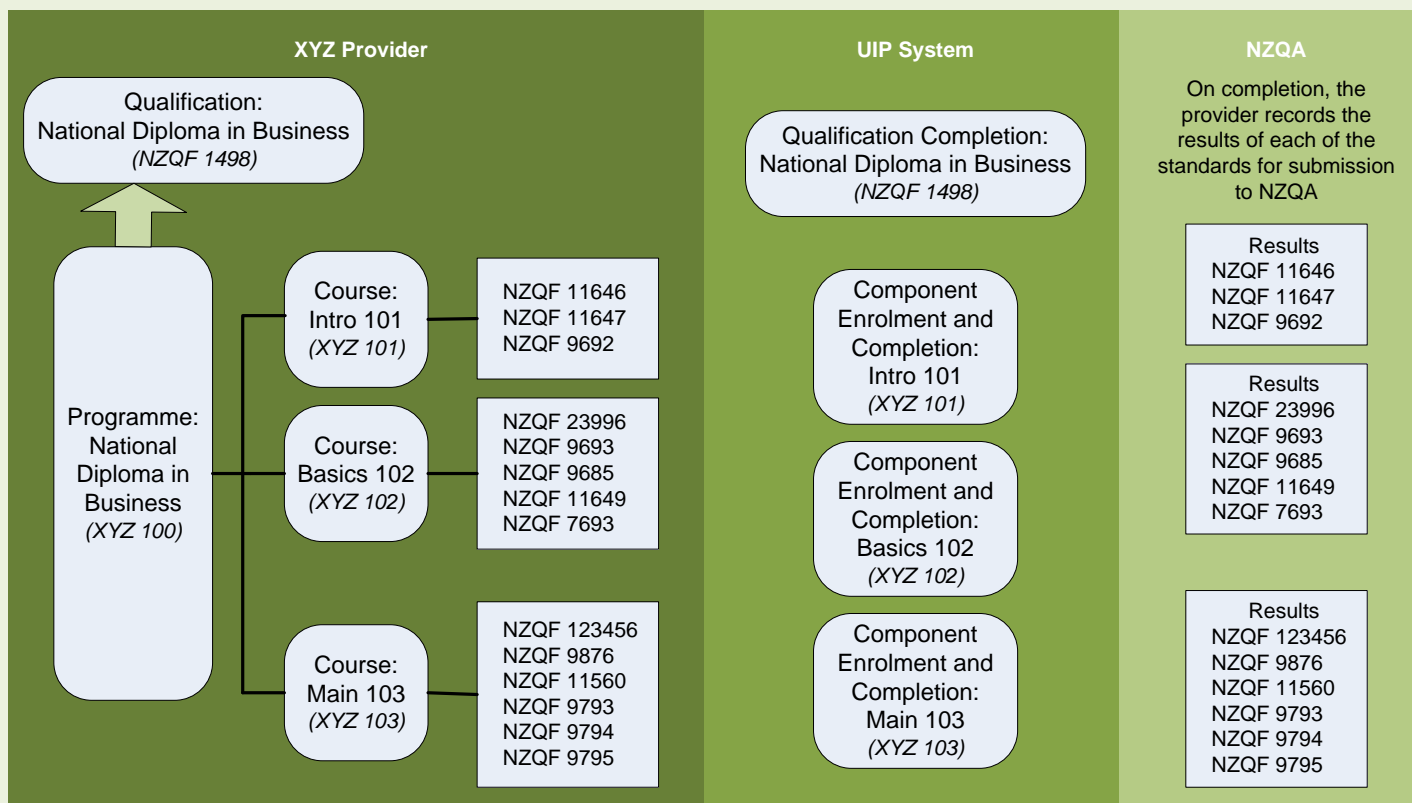 XYZ Provider
Qualification:
National Diploma in Business
(NZQF 1498)
Programme:
National
Diploma in
Business
(XYZ 100)
Course:
Intro 101
(XYZ 101)
NZQF 11646
NZQF 11647
NZQF 9692
Course:
Basics 102
(XYZ 102)
NZQF 23996
NZQF 9693
NZQF 9685
NZQF 11649
NZQF 7693
Course:
Main 103
(XYZ 103)
NZQF 123456
NZQF 9876
NZQF 11560
NZQF 9793
NZQF 9794
NZQF 9795
UIP System
Qualification Completion:
National Diploma in Business
(NZQF 1498)
Component
Enrolment and
Completion:
Intro 101
(XYZ 101)
Component
Enrolment and
Completion:
Basics 102
(XYZ 102)
Component
Enrolment and
Completion:
Main 103
(XYZ 103)
NZQA
On completion, the
provider records the
results of each of the
standards for submission
to NZQA
Results
NZQF 11646
NZQF 11647
NZQF 9692
Results
NZQF 23996
NZQF 9693
NZQF 9685
NZQF 11649
NZQF 7693
Results
NZQF 123456
NZQF 9876
NZQF 11560
NZQF 9793
NZQF 9794
NZQF 9795